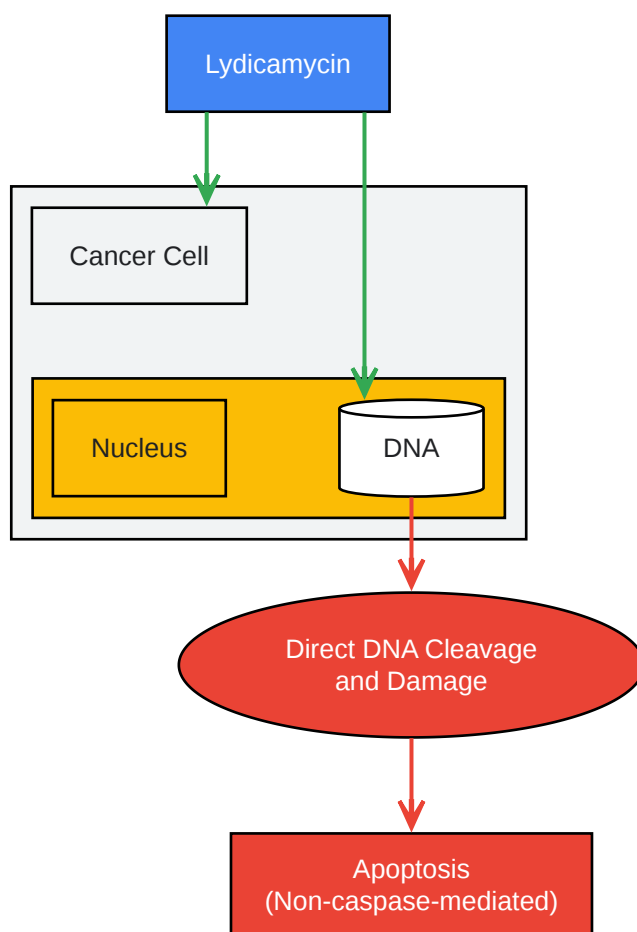 Lydicamycin
Cancer Cell
Nucleus
DNA
Direct DNA Cleavage
and Damage
Apoptosis
(Non-caspase-mediated)